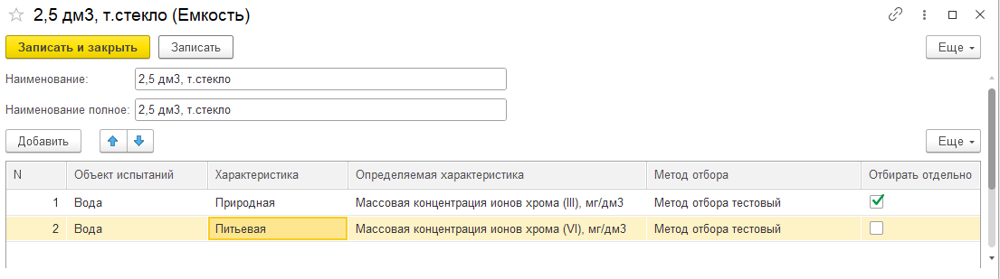 2,5 дм3, т.стекло (Емкость)
Записать и закрыть Записать Еще
Наименование: 2,5 дм3, т.стекло
Наименование полное: 2,5 дм3, т.стекло
Добавить Еще
N Объект испытаний Характеристика Определяемая характеристика Метод отбора Отбирать отдельно
1 Вода Природная Массовая концентрация ионов хрома (III), мг/дм3 Метод отбора тестовый
2 Вода Питьевая Массовая концентрация ионов хрома (VI), мг/дм3 Метод отбора тестовый